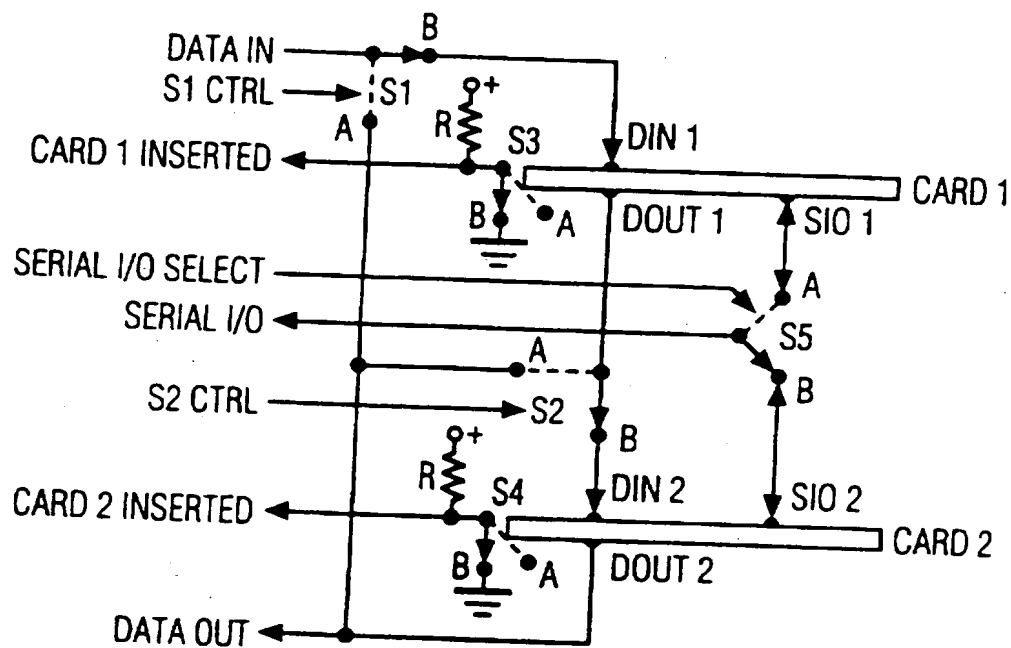 B
DATA IN
S1 CTRL
S1
+
A
R
S3
DIN 1
CARD 1 INSERTED
CARD 1
B
A
DOUT 1
SIO 1
SERIAL I/O SELECT
A
SERIAL I/O
S5
A
B
S2 CTRL
S2
+
B
R
S4
DIN 2
SIO 2
CARD 2 INSERTED
CARD 2
B
A
DOUT 2
DATA OUT